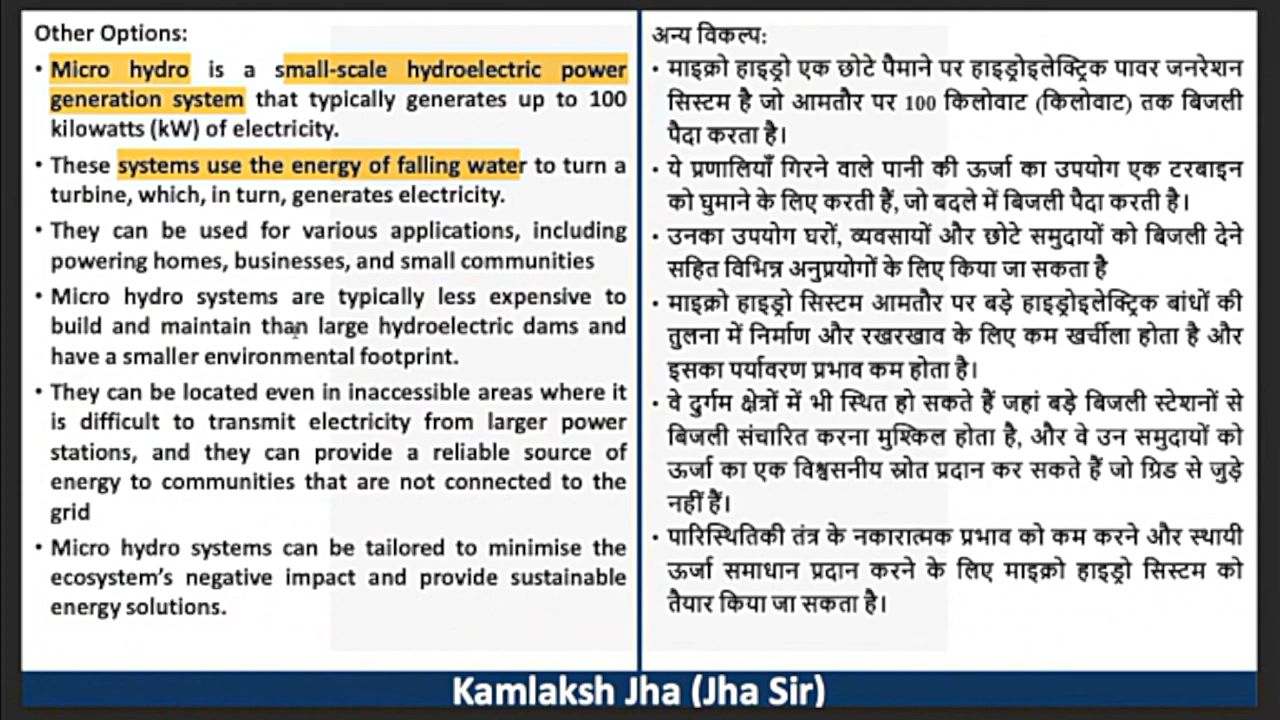 Other Options:
• Micro hydro is a small-scale hydroelectric power
generation system that typically generates up to 100
kilowatts (kW) of electricity.
• These systems use the energy of falling water to turn a
turbine, which, in turn, generates electricity.
• They can be used for various applications, including
powering homes, businesses, and small communities
• Micro hydro systems are typically less expensive to
build and maintain than large hydroelectric dams and
have a smaller environmental footprint.
• They can be located even in inaccessible areas where it
is difficult to transmit electricity from larger power
stations, and they can provide a reliable source of
energy to communities that are not connected to the
grid
• Micro hydro systems can be tailored to minimise the
ecosystem's negative impact and provide sustainable
energy solutions.
अन्य विकल्प:
• माइक्रो हाइड्रो एक छोटे पैमाने पर हाइड्रोइलेक्ट्रिक पावर जनरेशन
सिस्टम है जो आमतौर पर 100 किलोवाट (किलोवाट) तक बिजली
पैदा करता है।
• ये प्रणालियाँ गिरने वाले पानी की ऊर्जा का उपयोग एक टरबाइन
को घुमाने के लिए करती हैं, जो बदले में बिजली पैदा करती है।
• उनका उपयोग घरों, व्यवसायों और छोटे समुदायों को बिजली देने
सहित विभिन्न अनुप्रयोगों के लिए किया जा सकता है
• माइक्रो हाइड्रो सिस्टम आमतौर पर बड़े हाइड्रोइलेक्ट्रिक बांधों की
तुलना में निर्माण और रखरखाव के लिए कम खर्चीला होता है और
इसका पर्यावरण प्रभाव कम होता है।
• वे दुर्गम क्षेत्रों में भी स्थित हो सकते हैं जहां बड़े बिजली स्टेशनों से
बिजली संचारित करना मुश्किल होता है, और वे उन समुदायों को
ऊर्जा का एक विश्वसनीय स्रोत प्रदान कर सकते हैं जो ग्रिड से जुड़े
नहीं हैं।
• पारिस्थितिकी तंत्र के नकारात्मक प्रभाव को कम करने और स्थायी
ऊर्जा समाधान प्रदान करने के लिए माइक्रो हाइड्रो सिस्टम को
तैयार किया जा सकता है।
Kamlaksh Jha (Jha Sir)